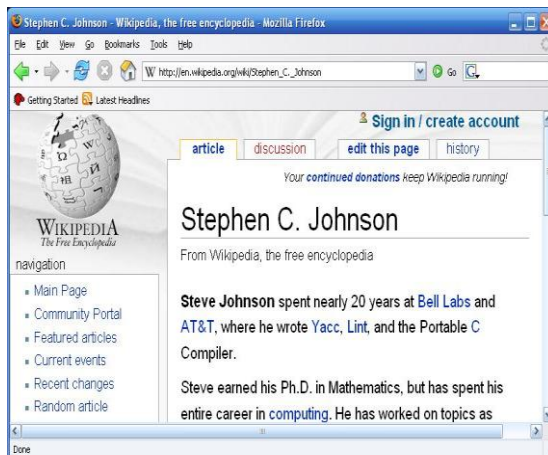 Stephen C. Johnson - Wikipedia, the free encyclopedia - Mozilla Firefox
File Edit View Go Bookmarks Tools Help
W http://en.wikipedia.org/wiki/Stephen_C._Johnson Go G
Getting Started Latest Headlines
Sign in / create account
article discussion edit this page history
Your continued donations keep Wikipedia running!
WIKIPEDIA
The Free Encyclopedia
navigation
Main Page
Community Portal
Featured articles
Current events
Recent changes
Random article
Stephen C. Johnson
From Wikipedia, the free encyclopedia
Steve Johnson spent nearly 20 years at Bell Labs and
AT&T, where he wrote Yacc, Lint, and the Portable C
Compiler.
Steve earned his Ph.D. in Mathematics, but has spent his
entire career in computing. He has worked on topics as
Done